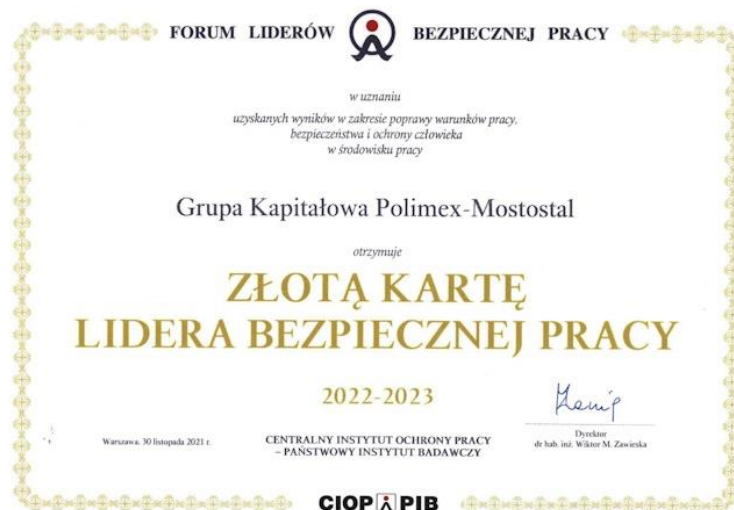 FORUM LIDERÓW BEZPIECZNEJ PRACY
w uznaniu
uzyskanych wyników w zakresie poprawy warunków pracy,
bezpieczeństwa i ochrony człowieka
w środowisku pracy
Grupa Kapitałowa Polimex-Mostostal
otrzymuje
ZŁOTĄ KARTĘ
LIDERA BEZPIECZNEJ PRACY
2022-2023
Warszawa, 30 listopada 2021 r.
CENTRALNY INSTYTUT OCHRONY PRACY
– PAŃSTWOWY INSTYTUT BADAWCZY
Dyrektor
dr hab. inż. Wiktor M. Zawieska
CIOP PIB